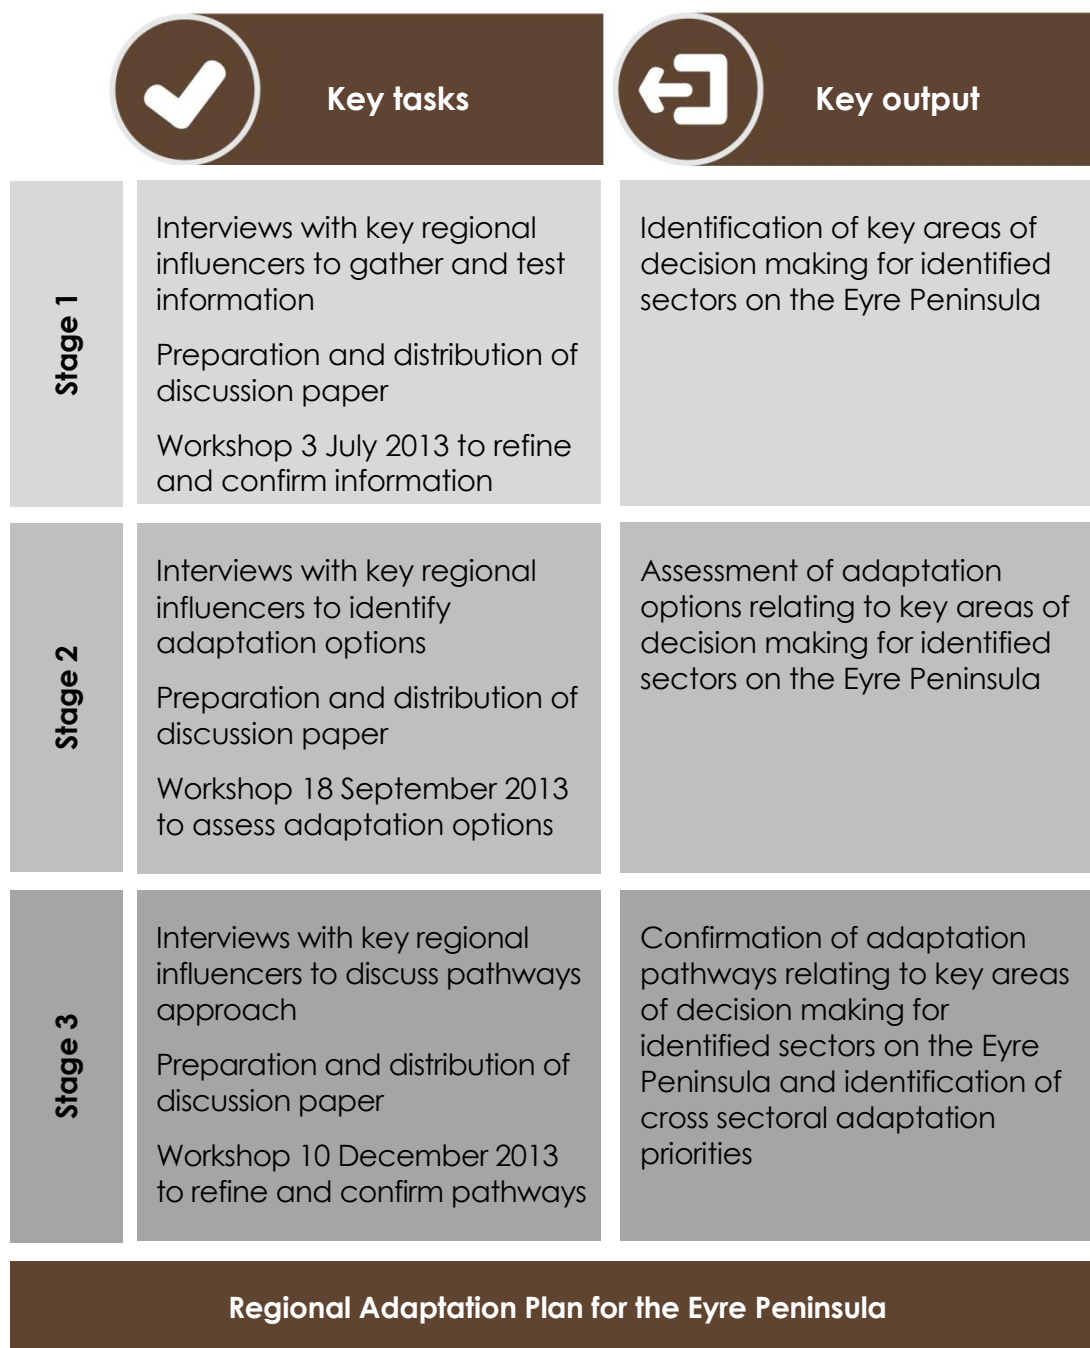 Key tasks
Key output
Stage 1
Interviews with key regional
influencers to gather and test
information
Preparation and distribution of
discussion paper
Workshop 3 July 2013 to refine
and confirm information
Identification of key areas of
decision making for identified
sectors on the Eyre Peninsula
Stage 2
Interviews with key regional
influencers to identify
adaptation options
Preparation and distribution of
discussion paper
Workshop 18 September 2013
to assess adaptation options
Assessment of adaptation
options relating to key areas of
decision making for identified
sectors on the Eyre Peninsula
Stage 3
Interviews with key regional
influencers to discuss pathways
approach
Preparation and distribution of
discussion paper
Workshop 10 December 2013
to refine and confirm pathways
Confirmation of adaptation
pathways relating to key areas
of decision making for
identified sectors on the Eyre
Peninsula and identification of
cross sectoral adaptation
priorities
Regional Adaptation Plan for the Eyre Peninsula